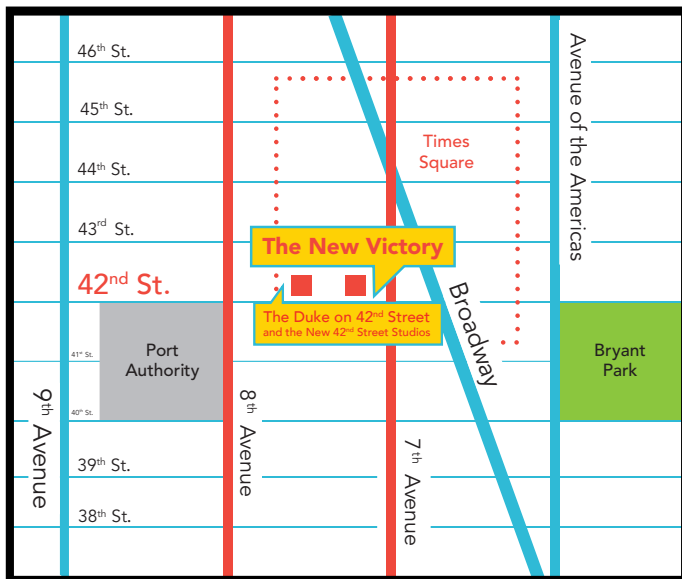 46th St.
45th St.
44th St.
43rd St.
42nd St.
41st St.
40th St.
39th St.
38th St.
9th Avenue
8th Avenue
7th Avenue
Broadway
Avenue of the Americas
Times
Square
The New Victory
The Duke on 42nd Street
and the New 42nd Street Studios
Port
Authority
Bryant
Park